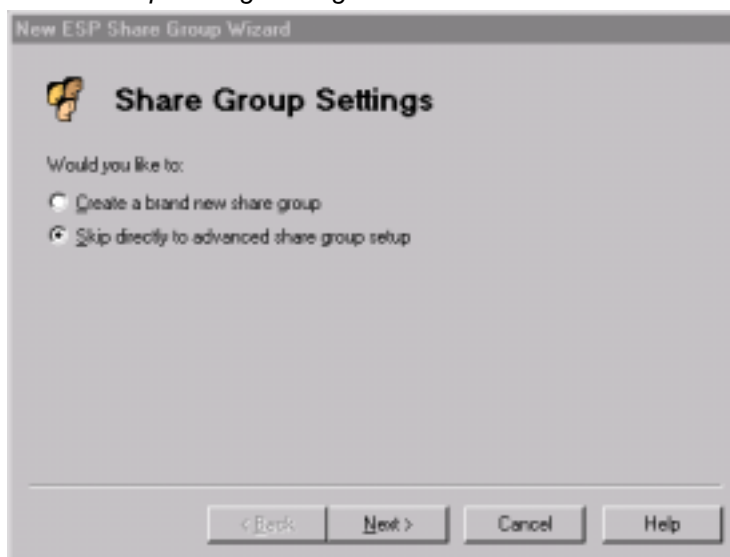 New ESP Share Group Wizard
Share Group Settings
Would you like to:
Create a brand new share group
Skip directly to advanced share group setup
< Back Next > Cancel Help